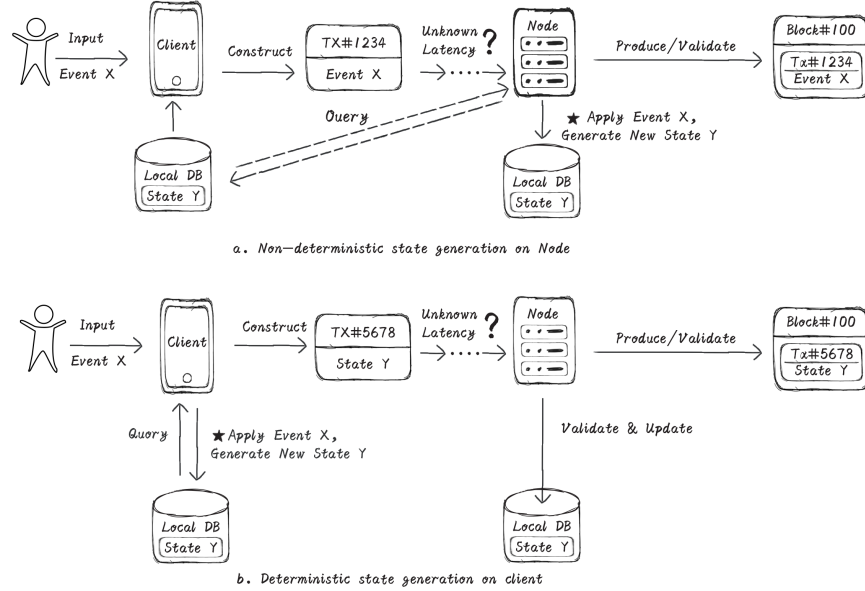 Input
Event X
Client
Construct
TX#1234
Event X
Unknown
Latency
?
Node
Produce/Validate
Block#100
Tx#1234
Event X
Query
★ Apply Event X,
Generate New State Y
Local DB
State Y
Local DB
State Y
a. Non-deterministic state generation on Node
Input
Event X
Client
Construct
TX#5678
State Y
Unknown
Latency
?
Node
Produce/Validate
Block#100
Tx#5678
State Y
Query
★ Apply Event X,
Generate New State Y
Validate & Update
Local DB
State Y
Local DB
State Y
b. Deterministic state generation on client